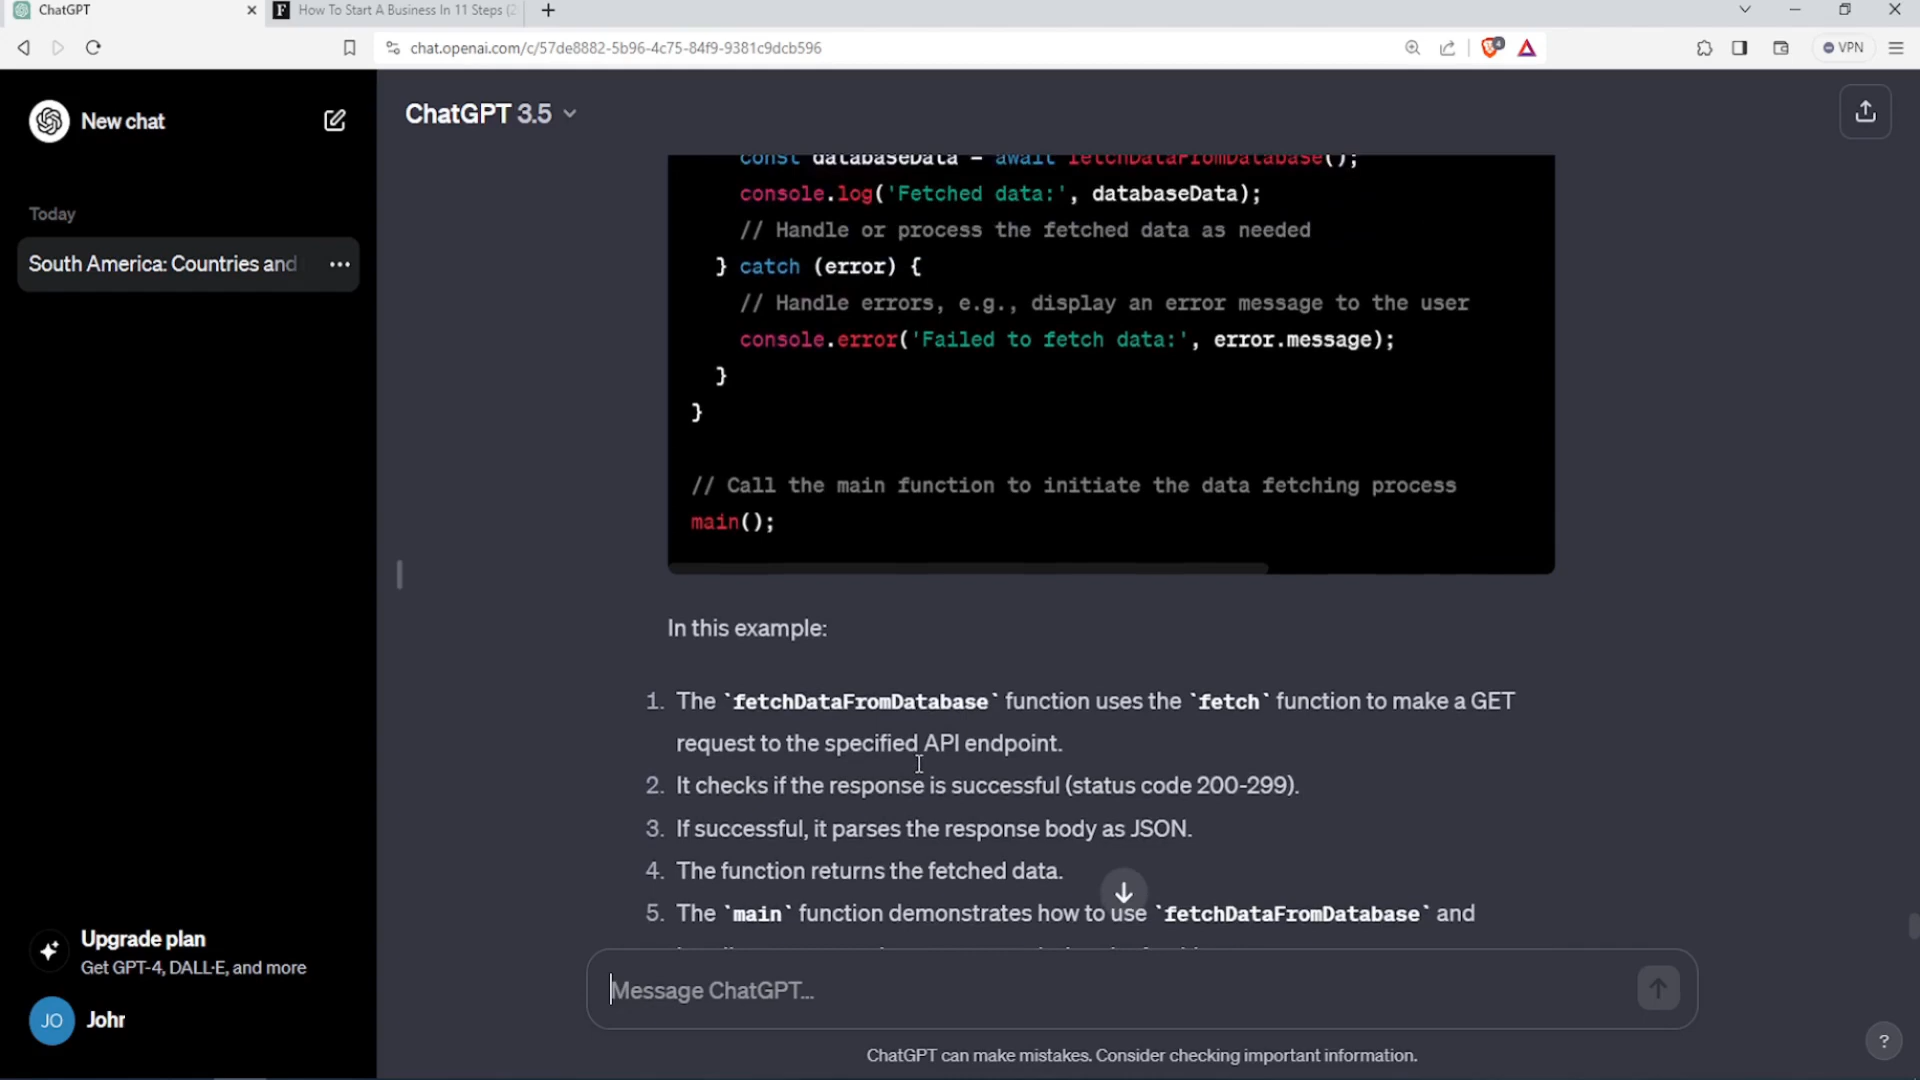 ChatGPT
How To Start A Business In 11 Steps (2
chat.openai.com/c/57de8882-5b96-4c75-84f9-9381c9dcb596
4
VPN
New chat
ChatGPT 3.5
Today
South America: Countries and
const databaseData = await fetchDataFromDatabase();
console.log('Fetched data:', databaseData);
// Handle or process the fetched data as needed
} catch (error) {
// Handle errors, e.g., display an error message to the user
console.error('Failed to fetch data:', error.message);
}
}
// Call the main function to initiate the data fetching process
main();
In this example:
1. The `fetchDataFromDatabase` function uses the `fetch` function to make a GET
request to the specified API endpoint.
2. It checks if the response is successful (status code 200-299).
3. If successful, it parses the response body as JSON.
4. The function returns the fetched data.
5. The `main` function demonstrates how to use `fetchDataFromDatabase` and
Upgrade plan
Get GPT-4, DALL·E, and more
JO
Johr
Message ChatGPT...
ChatGPT can make mistakes. Consider checking important information.
?